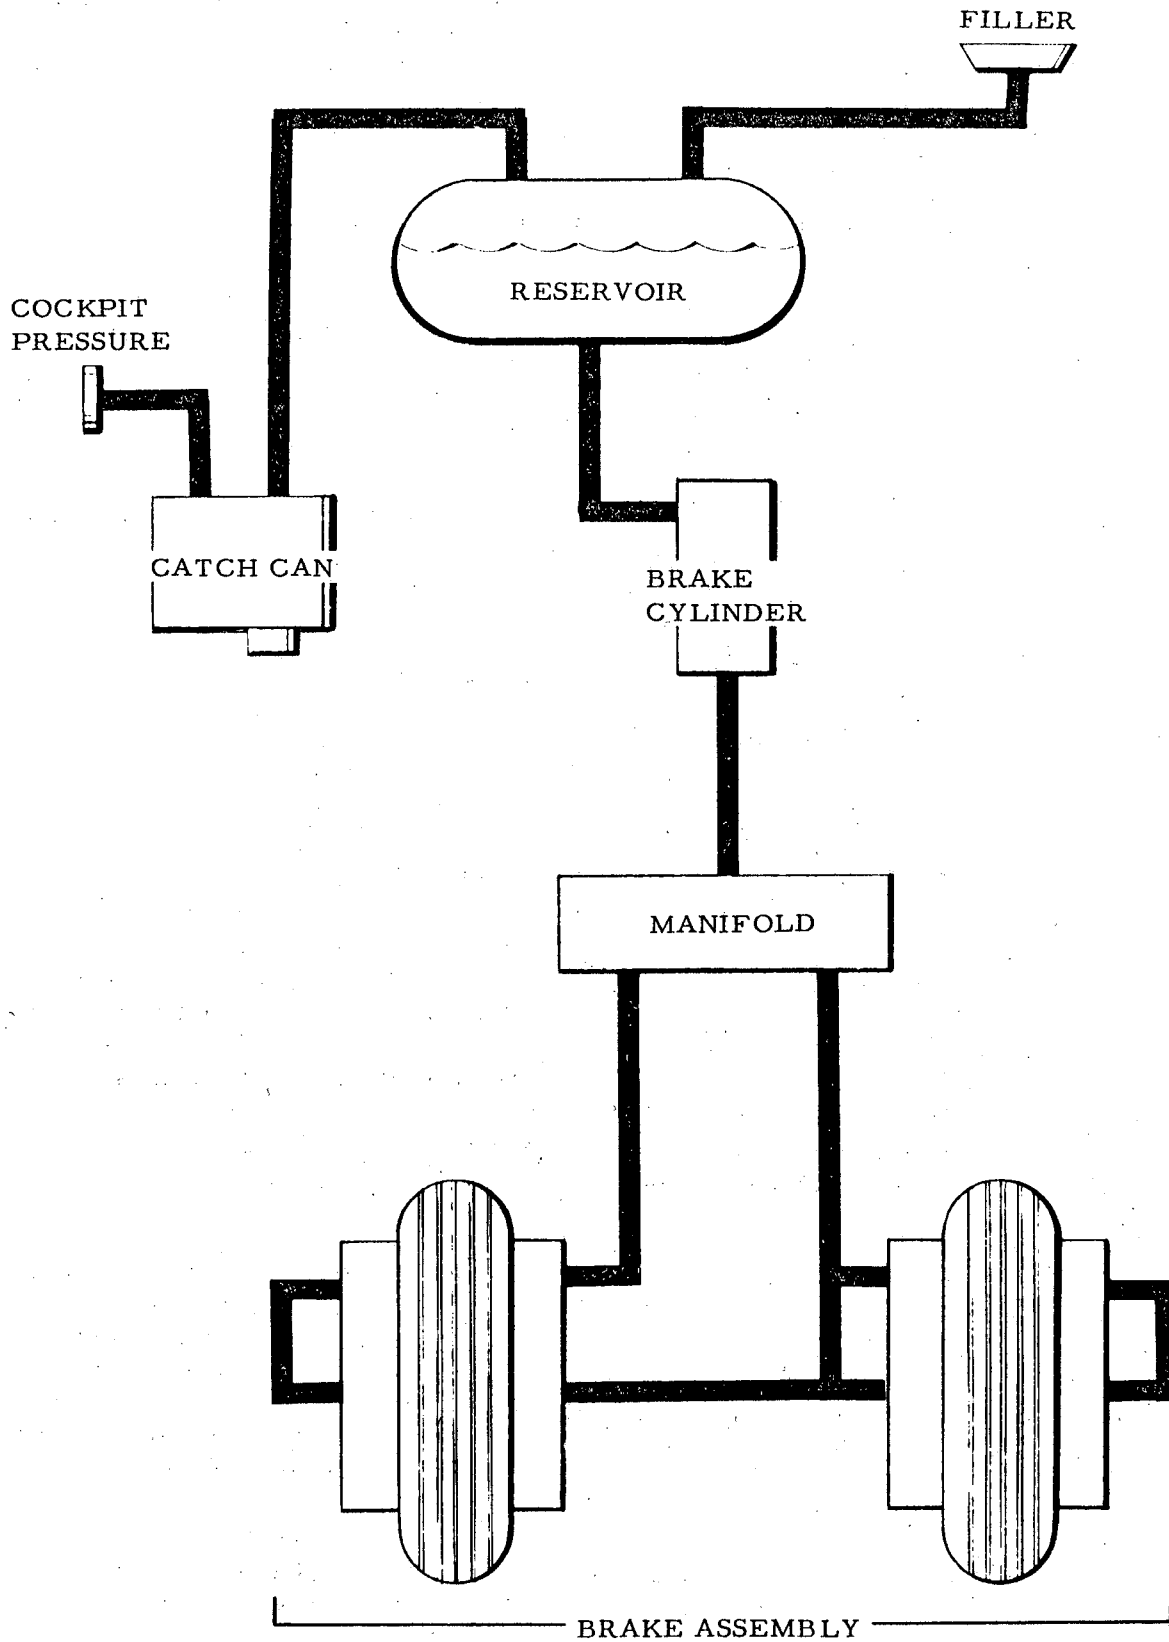 FILLER
RESERVOIR
COCKPIT
PRESSURE
CATCH CAN
BRAKE
CYLINDER
MANIFOLD
BRAKE ASSEMBLY